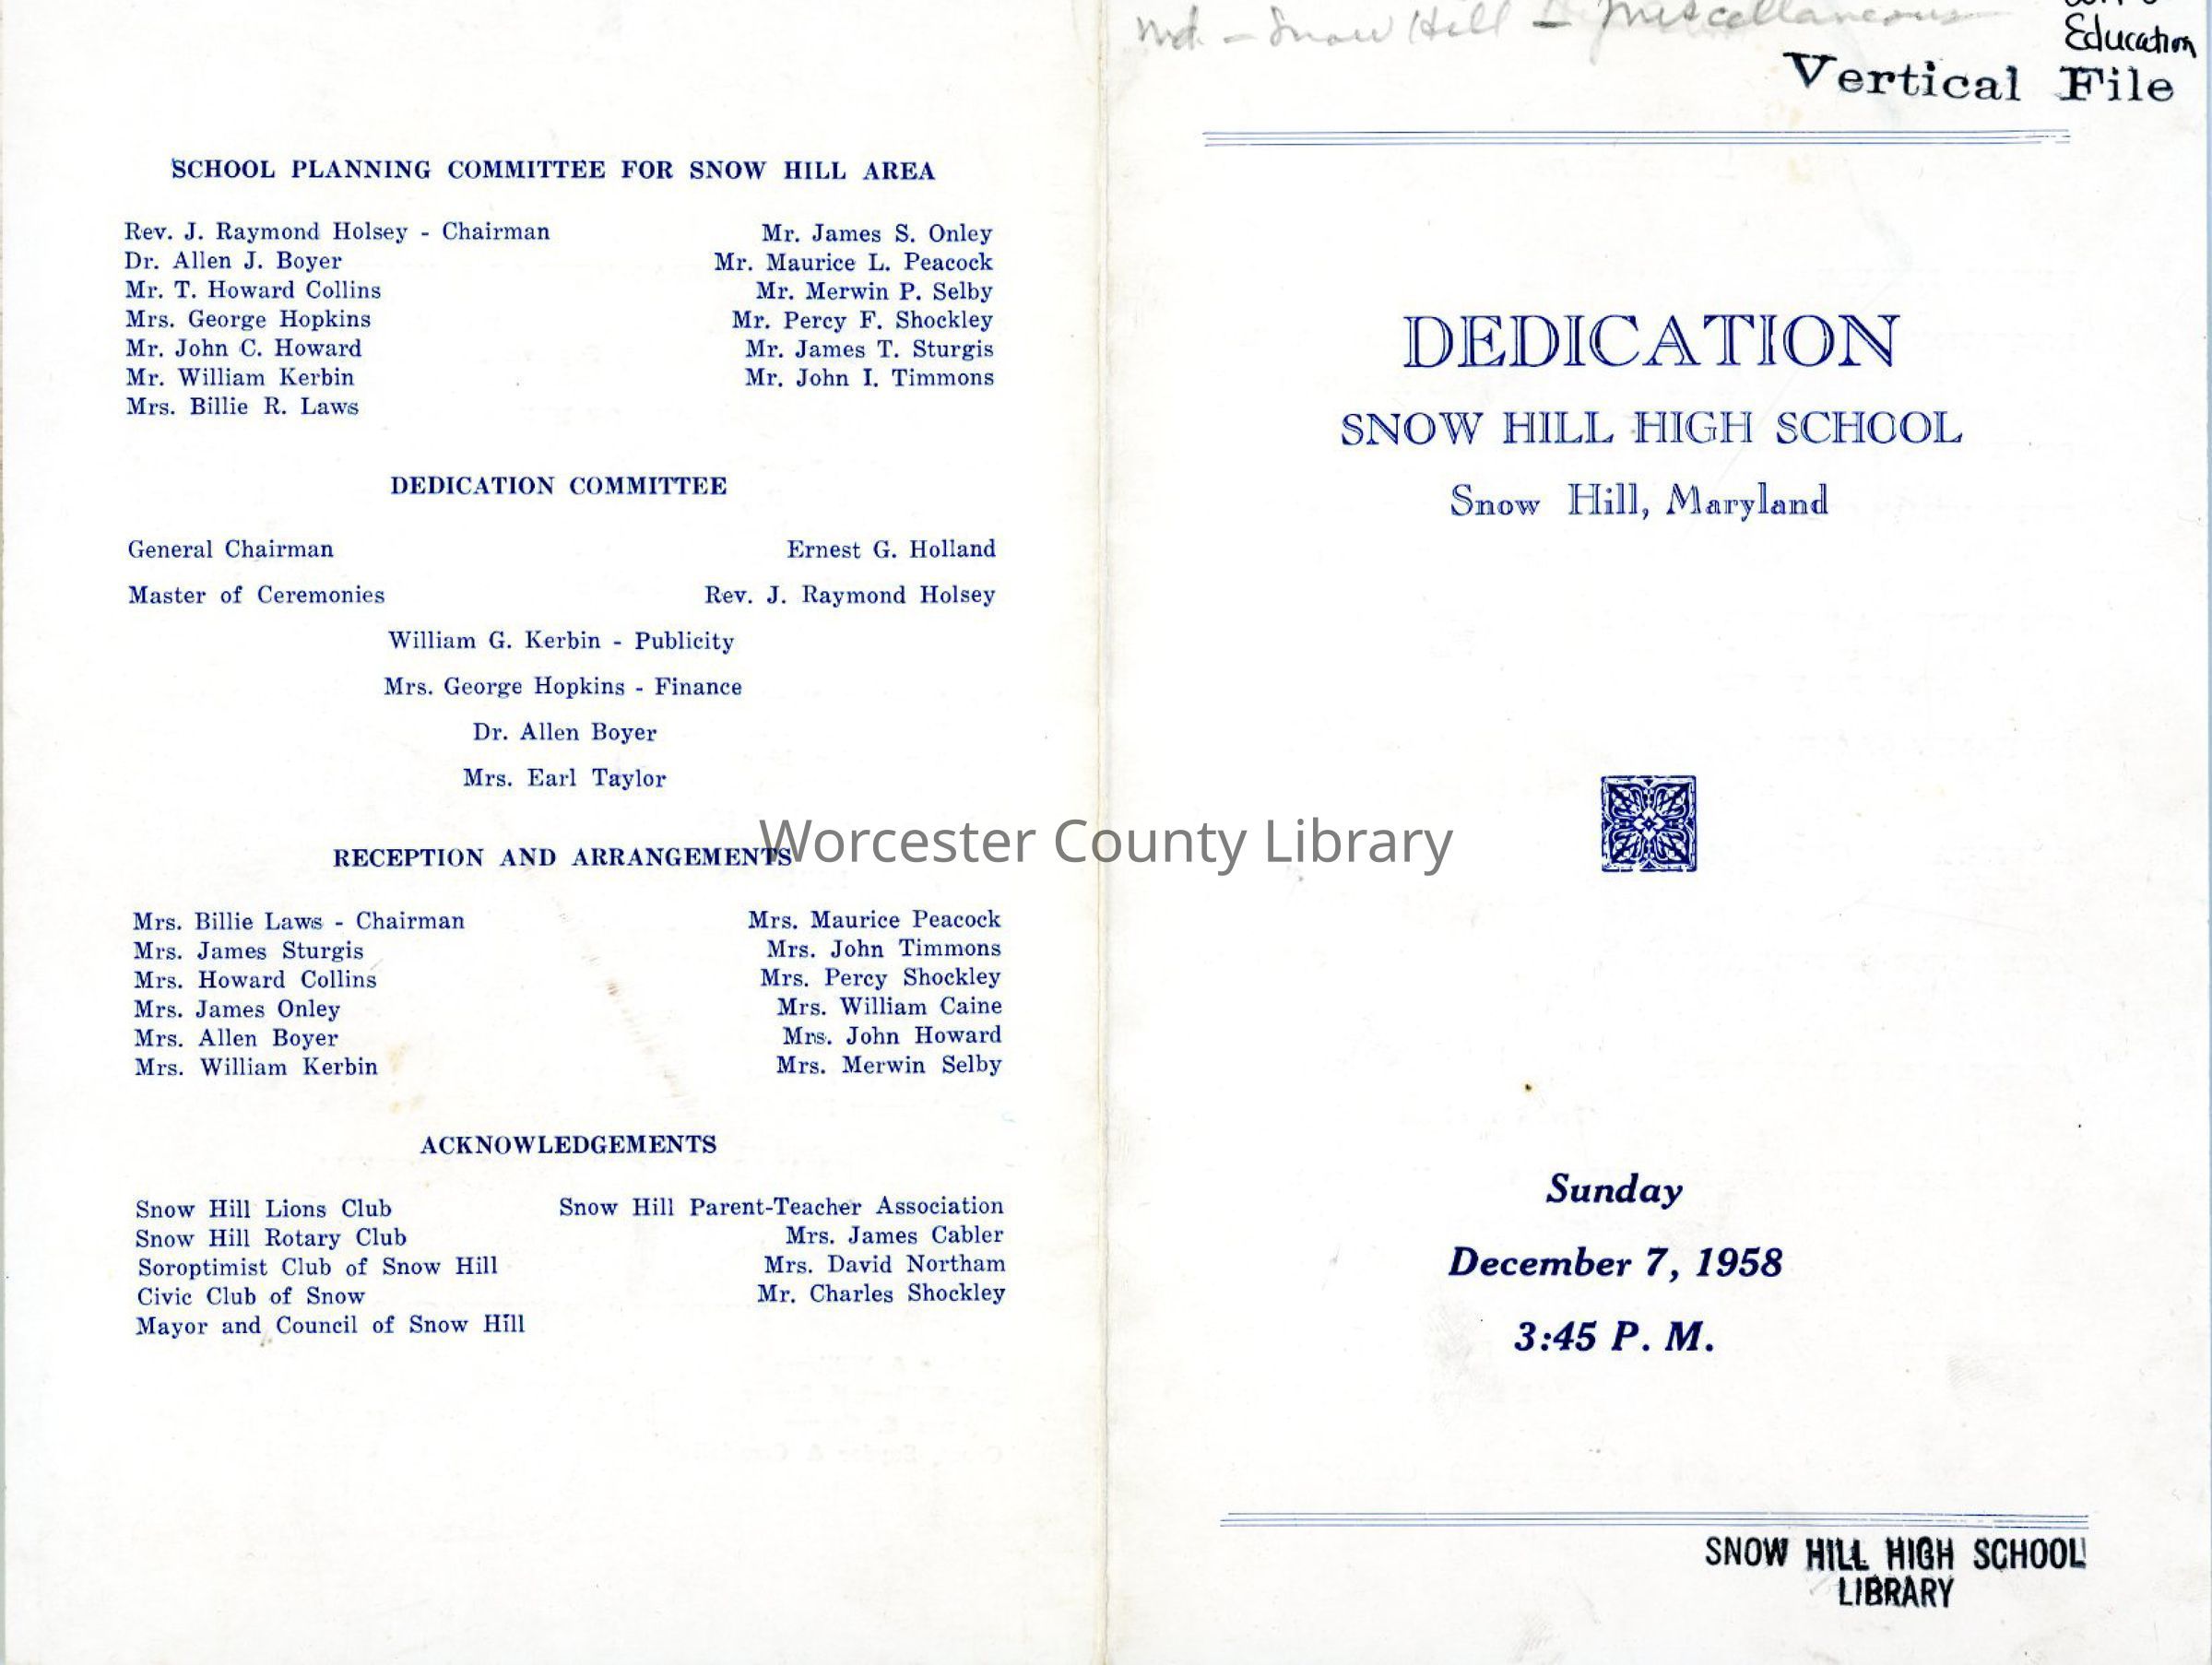 SCHOOL PLANNING COMMITTEE FOR SNOW HILL AREA
Rev. J. Raymond Holsey - Chairman
Dr. Allen J. Boyer
Mr. T. Howard Collins
Mrs. George Hopkins
Mr. John C. Howard
Mr. William Kerbin
Mrs. Billie R. Laws
Mr. James S. Onley
Mr. Maurice L. Peacock
Mr. Merwin P. Selby
Mr. Percy F. Shockley
Mr. James T. Sturgis
Mr. John I. Timmons
DEDICATION COMMITTEE
General Chairman Ernest G. Holland
Master of Ceremonies Rev. J. Raymond Holsey
William G. Kerbin - Publicity
Mrs. George Hopkins - Finance
Dr. Allen Boyer
Mrs. Earl Taylor
RECEPTION AND ARRANGEMENTS
Mrs. Billie Laws - Chairman
Mrs. James Sturgis
Mrs. Howard Collins
Mrs. James Onley
Mrs. Allen Boyer
Mrs. William Kerbin
Mrs. Maurice Peacock
Mrs. John Timmons
Mrs. Percy Shockley
Mrs. William Caine
Mrs. John Howard
Mrs. Merwin Selby
ACKNOWLEDGEMENTS
Snow Hill Lions Club
Snow Hill Rotary Club
Soroptimist Club of Snow Hill
Civic Club of Snow
Mayor and Council of Snow Hill
Snow Hill Parent-Teacher Association
Mrs. James Cabler
Mrs. David Northam
Mr. Charles Shockley
Worcester County Library
Md. - Snow Hill - Miscellaneous
Education
Vertical File
DEDICATION
SNOW HILL HIGH SCHOOL
Snow Hill, Maryland
Sunday
December 7, 1958
3:45 P. M.
SNOW HILL HIGH SCHOOL
LIBRARY